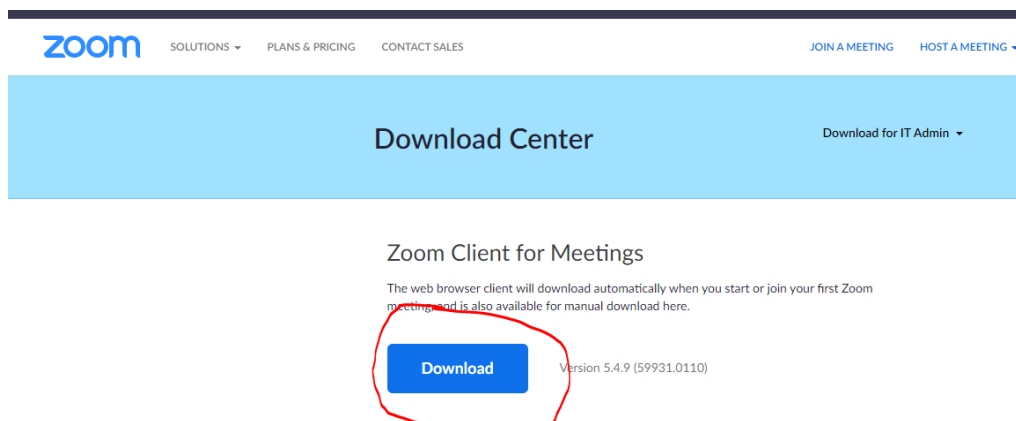 zoom SOLUTIONS PLANS & PRICING CONTACT SALES JOIN A MEETING HOST A MEETING
Download Center Download for IT Admin
Zoom Client for Meetings
The web browser client will download automatically when you start or join your first Zoom
meeting, and is also available for manual download here.
Download Version 5.4.9 (59931.0110)